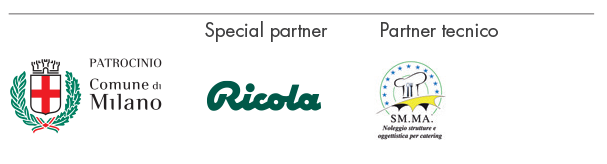 Special partner
Partner tecnico
PATROCINIO
Comune di
Milano
Ricola
SM.MA.
Noleggio strutture e
oggettistica per catering